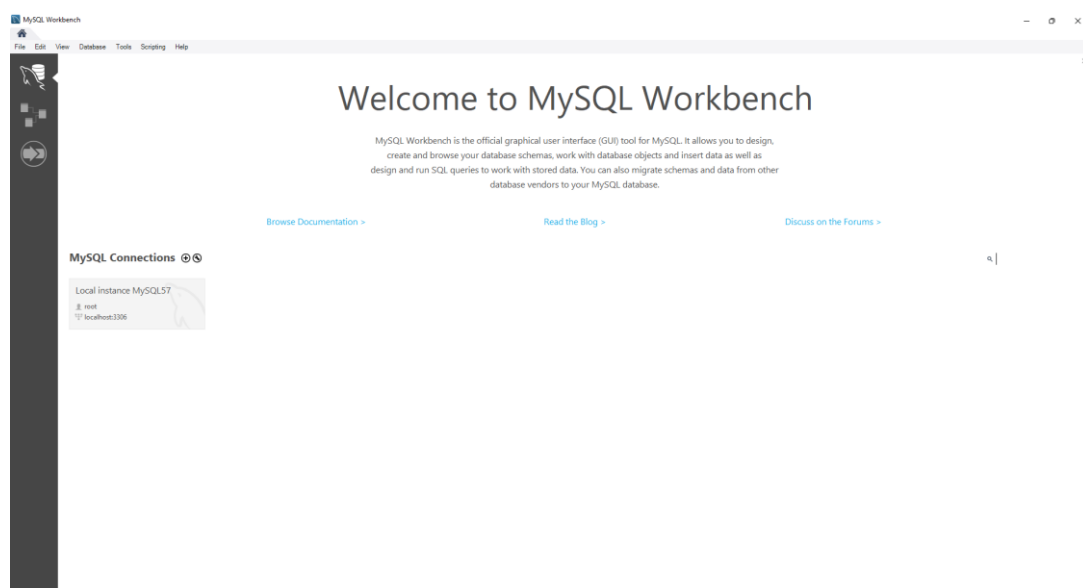 MySQL Workbench
File Edit View Database Tools Scripting Help
Welcome to MySQL Workbench
MySQL Workbench is the official graphical user interface (GUI) tool for MySQL. It allows you to design,
create and browse your database schemas, work with database objects and insert data as well as
design and run SQL queries to work with stored data. You can also migrate schemas and data from other
database vendors to your MySQL database.
Browse Documentation > Read the Blog > Discuss on the Forums >
MySQL Connections
Local instance MySQL57
root
localhost:3306